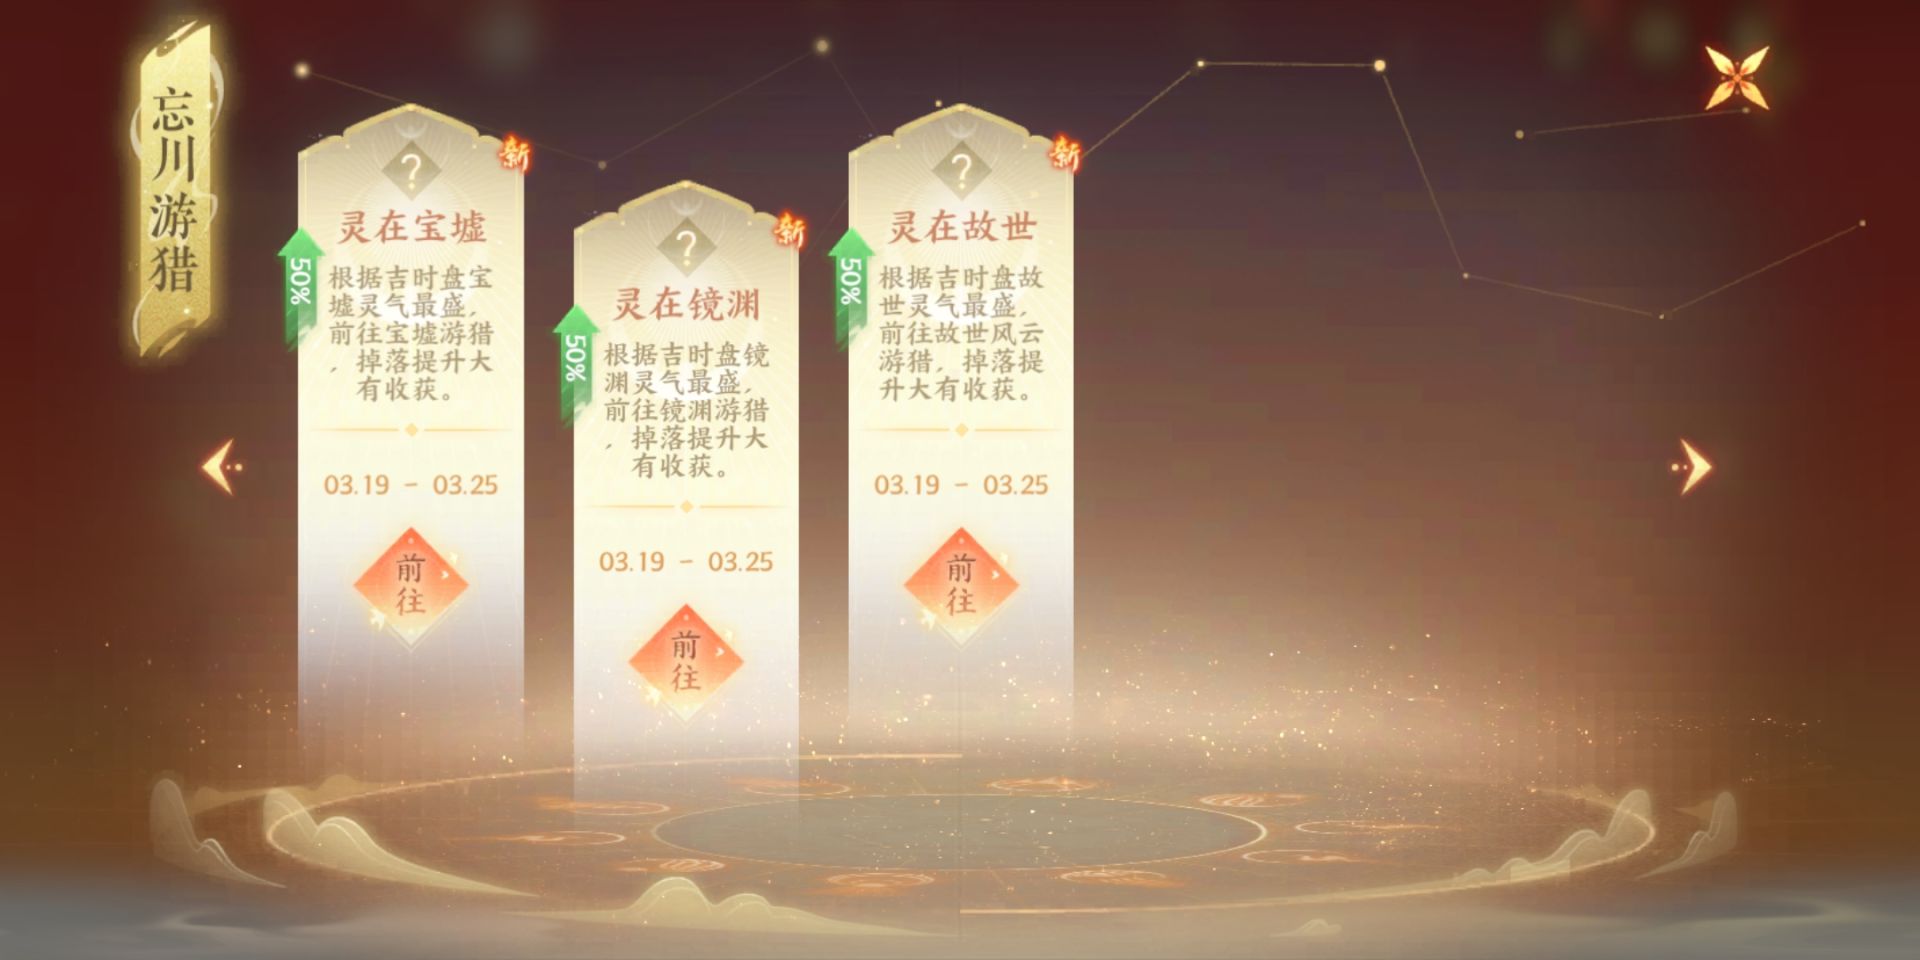 忘川游猎
新
灵在宝墟
50%
根据吉时盘宝
墟灵气最盛,
前往宝墟游猎
,掉落提升大
有收获。
03.19 - 03.25
前往
新
灵在镜渊
50%
根据吉时盘镜
渊灵气最盛,
前往镜渊游猎
,掉落提升大
有收获。
03.19 - 03.25
前往
新
灵在故世
50%
根据吉时盘故
世灵气最盛,
前往故世风云
游猎,掉落提
升大有收获。
03.19 - 03.25
前往